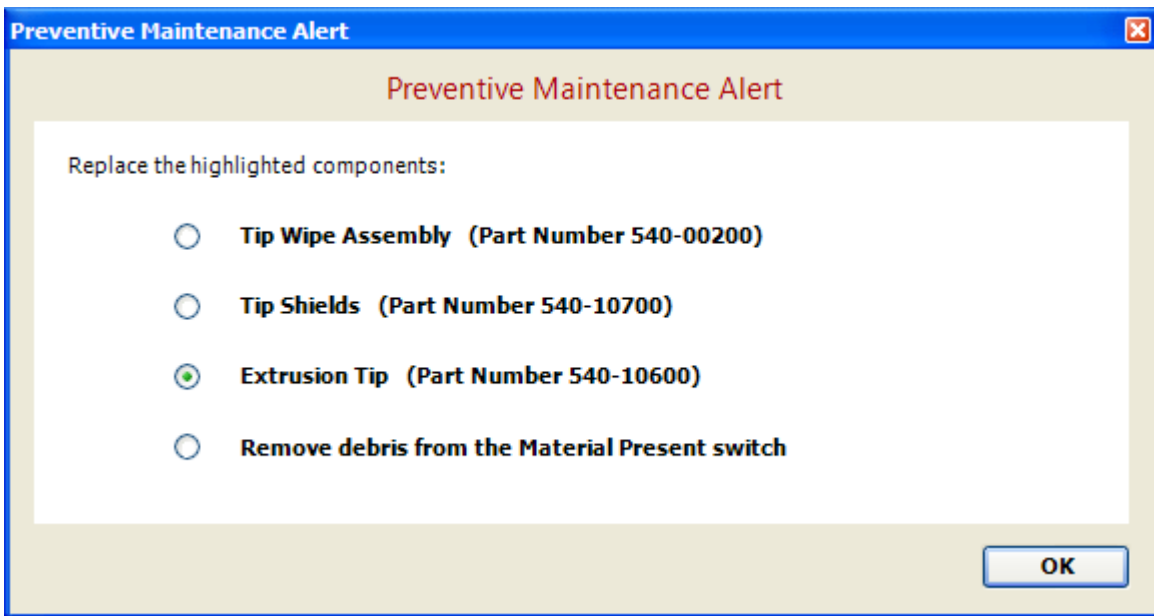 Preventive Maintenance Alert
Preventive Maintenance Alert
Replace the highlighted components:
Tip Wipe Assembly (Part Number 540-00200)
Tip Shields (Part Number 540-10700)
Extrusion Tip (Part Number 540-10600)
Remove debris from the Material Present switch
OK